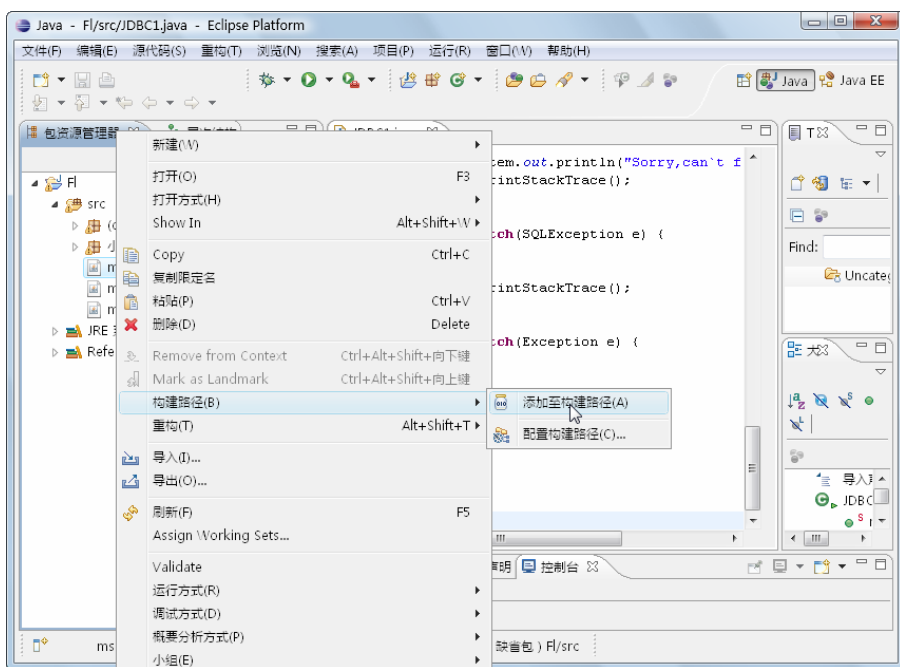 Java - Fl/src/JDBC1.java - Eclipse Platform
文件(F) 编辑(E) 源代码(S) 重构(T) 浏览(N) 搜索(A) 项目(P) 运行(R) 窗口(W) 帮助(H)
Java Java EE
包资源管理器
Fl
src
JRE
Refe
新建(W)
打开(O) F3
打开方式(H)
Show In Alt+Shift+W
Copy Ctrl+C
复制限定名
粘贴(P) Ctrl+V
删除(D) Delete
Remove from Context Ctrl+Alt+Shift+向下键
Mark as Landmark Ctrl+Alt+Shift+向上键
构建路径(B)
重构(T) Alt+Shift+T
导入(I)...
导出(O)...
刷新(F) F5
Assign Working Sets...
Validate
运行方式(R)
调试方式(D)
概要分析方式(P)
小组(E)
添加至构建路径(A)
配置构建路径(C)...
tem.out.println("Sorry,can`t f
rintStackTrace();
tch(SQLException e) {
rintStackTrace();
tch(Exception e) {
明 控制台
T
Find:
Uncate
大
导入
JDBC
ms
缺省包 ) Fl/src